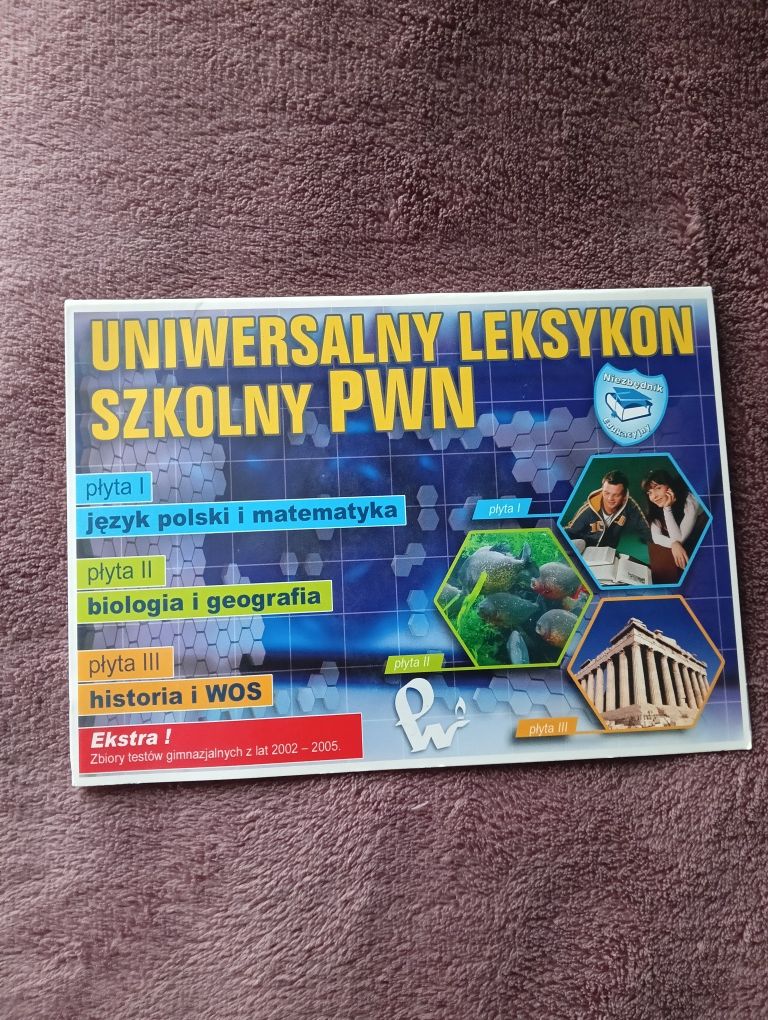 UNIWERSALNY LEKSYKON
SZKOLNY PWN
Niezbędnik
Edukacyjny
płyta I
język polski i matematyka
płyta II
biologia i geografia
płyta III
historia i WOS
Ekstra !
Zbiory testów gimnazjalnych z lat 2002 – 2005.
płyta I
płyta II
płyta III